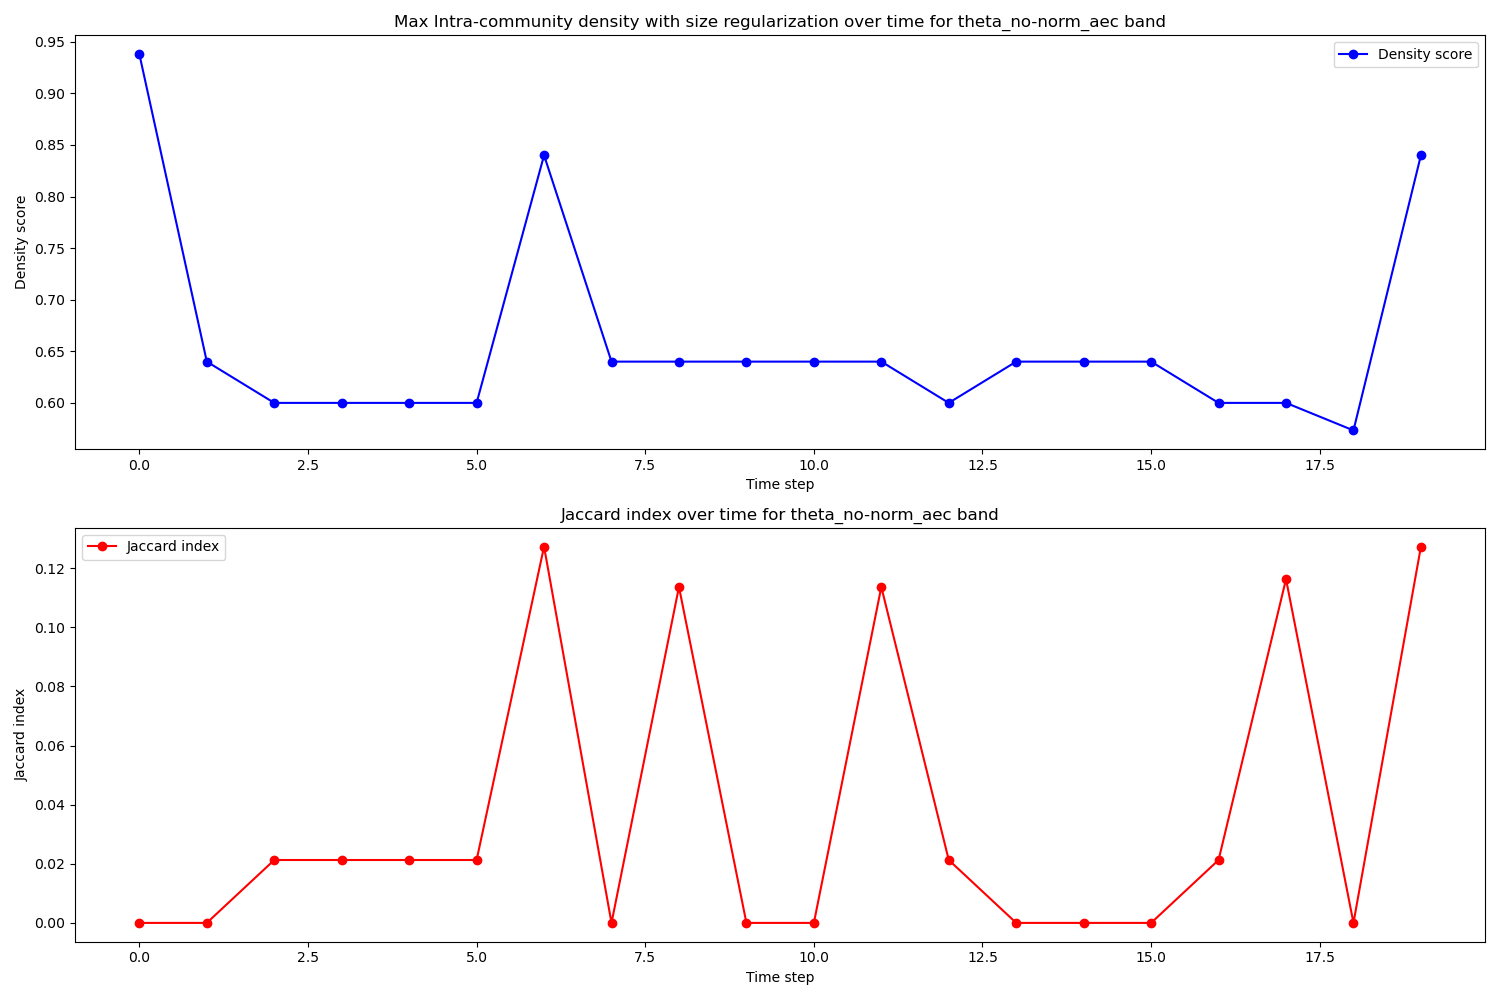 Max Intra-community density with size regularization over time for theta_no-norm_aec band
Density score
0.95
0.90
0.85
0.80
0.75
0.70
0.65
0.60
Density score
0.0 2.5 5.0 7.5 10.0 12.5 15.0 17.5
Time step
Jaccard index over time for theta_no-norm_aec band
Jaccard index
0.12
0.10
0.08
0.06
0.04
0.02
0.00
Jaccard index
0.0 2.5 5.0 7.5 10.0 12.5 15.0 17.5
Time step